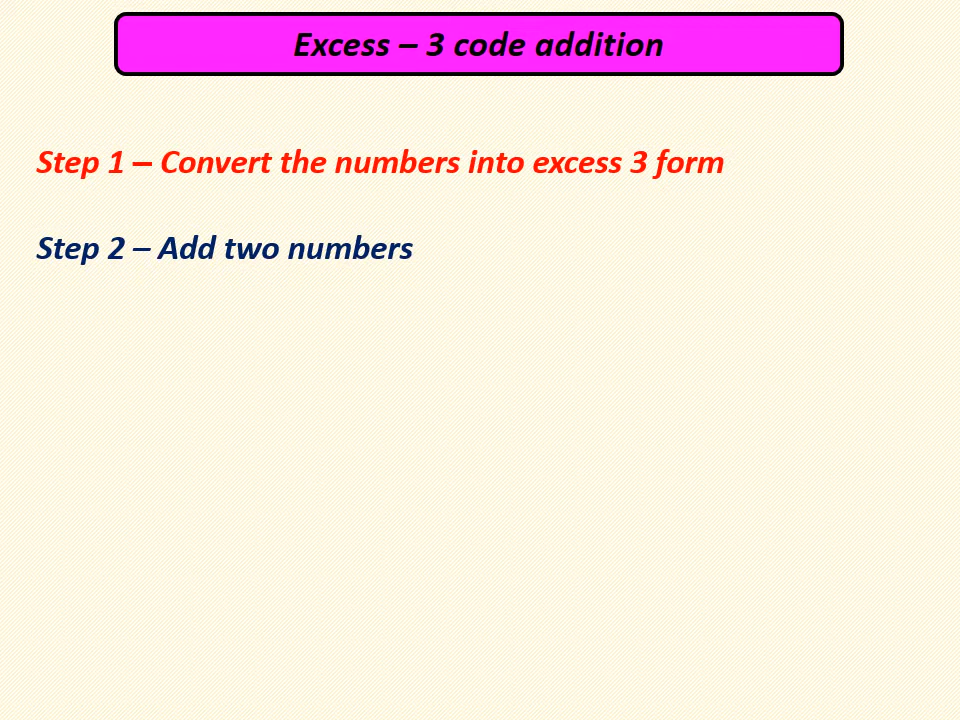 Excess – 3 code addition
Step 1 – Convert the numbers into excess 3 form
Step 2 – Add two numbers